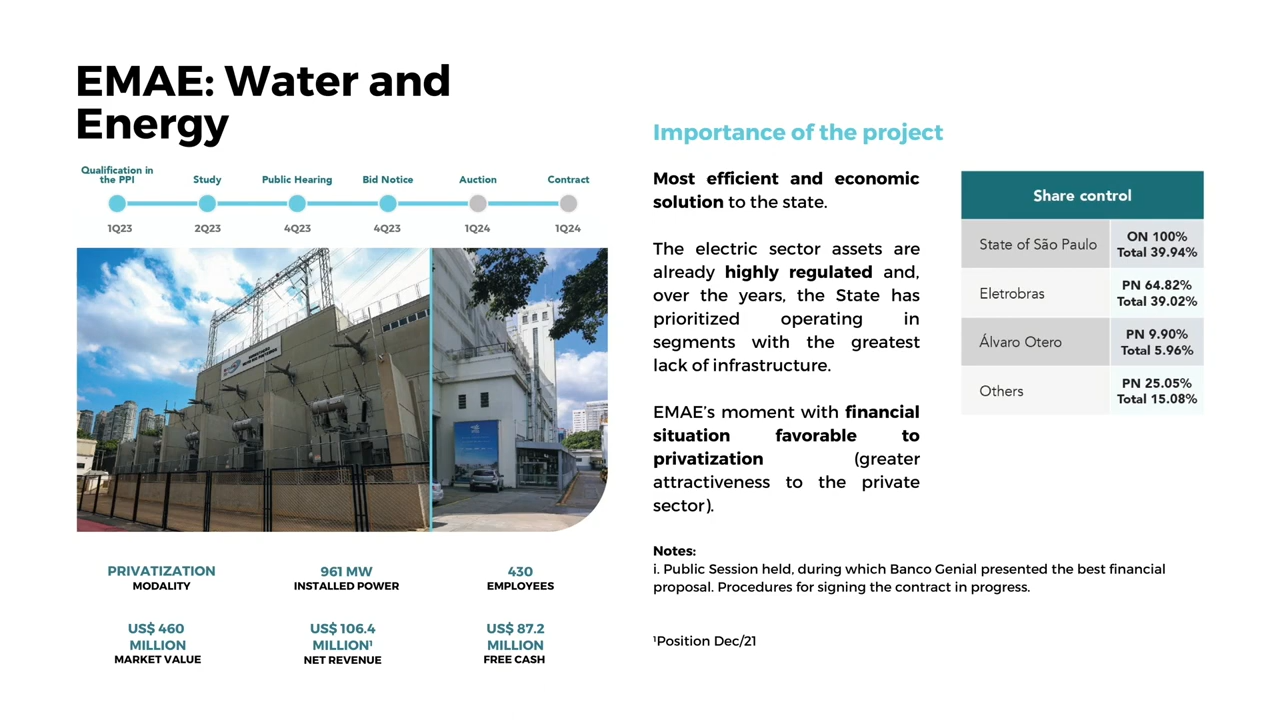 EMAE: Water and
Energy
Qualification in
the PPI
Study
Public Hearing
Bid Notice
Auction
Contract
1Q23
2Q23
4Q23
4Q23
1Q24
1Q24
PRIVATIZATION
MODALITY
961 MW
INSTALLED POWER
430
EMPLOYEES
US$ 460
MILLION
MARKET VALUE
US$ 106.4
MILLION¹
NET REVENUE
US$ 87.2
MILLION
FREE CASH
Importance of the project
Most efficient and economic
solution to the state.
The electric sector assets are
already highly regulated and,
over the years, the State has
prioritized operating in
segments with the greatest
lack of infrastructure.
EMAE’s moment with financial
situation favorable to
privatization (greater
attractiveness to the private
sector).
Share control
State of São Paulo
ON 100%
Total 39.94%
Eletrobras
PN 64.82%
Total 39.02%
Álvaro Otero
PN 9.90%
Total 5.96%
Others
PN 25.05%
Total 15.08%
Notes:
i. Public Session held, during which Banco Genial presented the best financial
proposal. Procedures for signing the contract in progress.
¹Position Dec/21